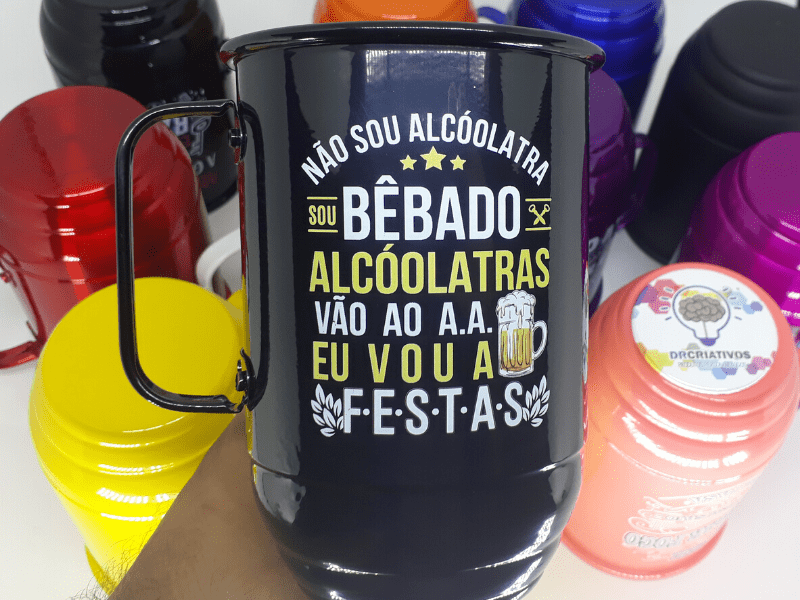 NÃO SOU ALCÓOLATRA
SOU BÊBADO
ALCÓOLATRAS
VÃO AO A.A.
EU VOU A
F·E·S·T·A·S
DRCRIATIVOS